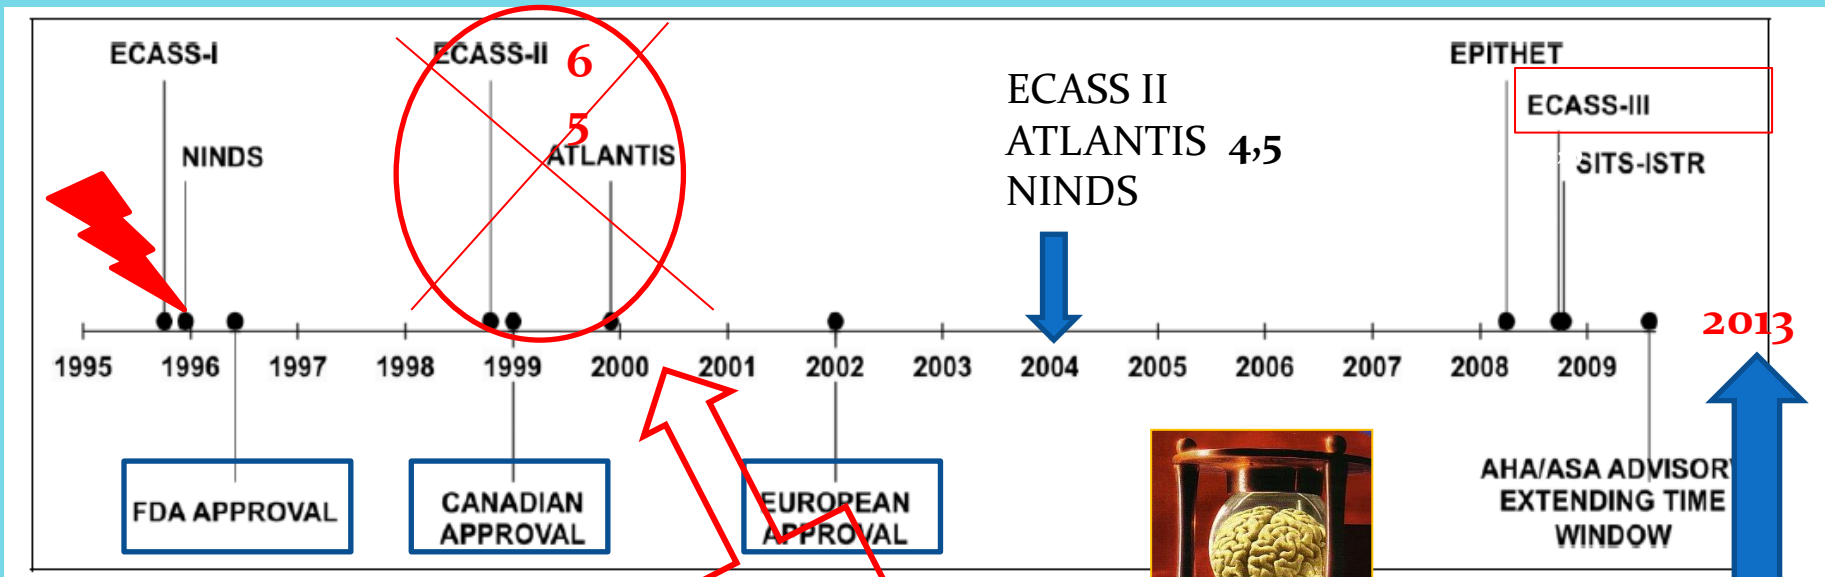 ECASS-I
ECASS-II
6
5
NINDS
ATLANTIS
ECASS II
ATLANTIS 4,5
NINDS
EPITHET
ECASS-III
SITS-ISTR
2013
1995 1996 1997 1998 1999 2000 2001 2002 2003 2004 2005 2006 2007 2008 2009
FDA APPROVAL
CANADIAN
APPROVAL
EUROPEAN
APPROVAL
AHA/ASA ADVISORY
EXTENDING TIME
WINDOW